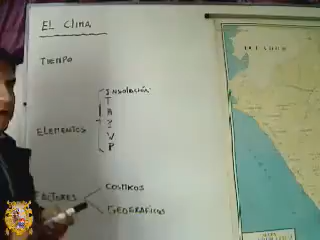 EL Clima
TIEMPO
ELEMENTOS
Insolación
T
V
P
FACTORES
COSMICOS
GEOGRAFICOS